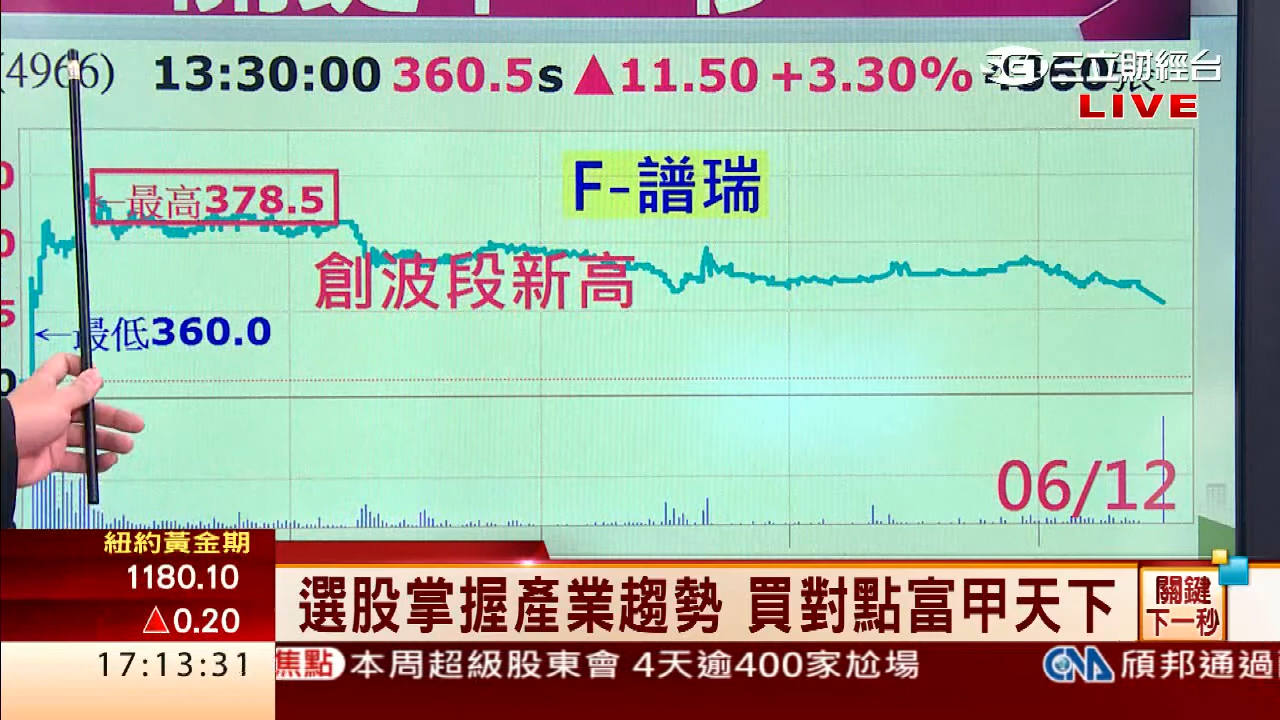 (4966) 13:30:00 360.5s ▲11.50 +3.30%
三立財經台
LIVE
F-譜瑞
←最高378.5
創波段新高
←最低360.0
06/12
紐約黃金期
1180.10
△0.20
17:13:31
選股掌握產業趨勢 買對點富甲天下
關鍵
下一秒
焦點 本周超級股東會 4天逾400家尬場
CNA 頎邦通過